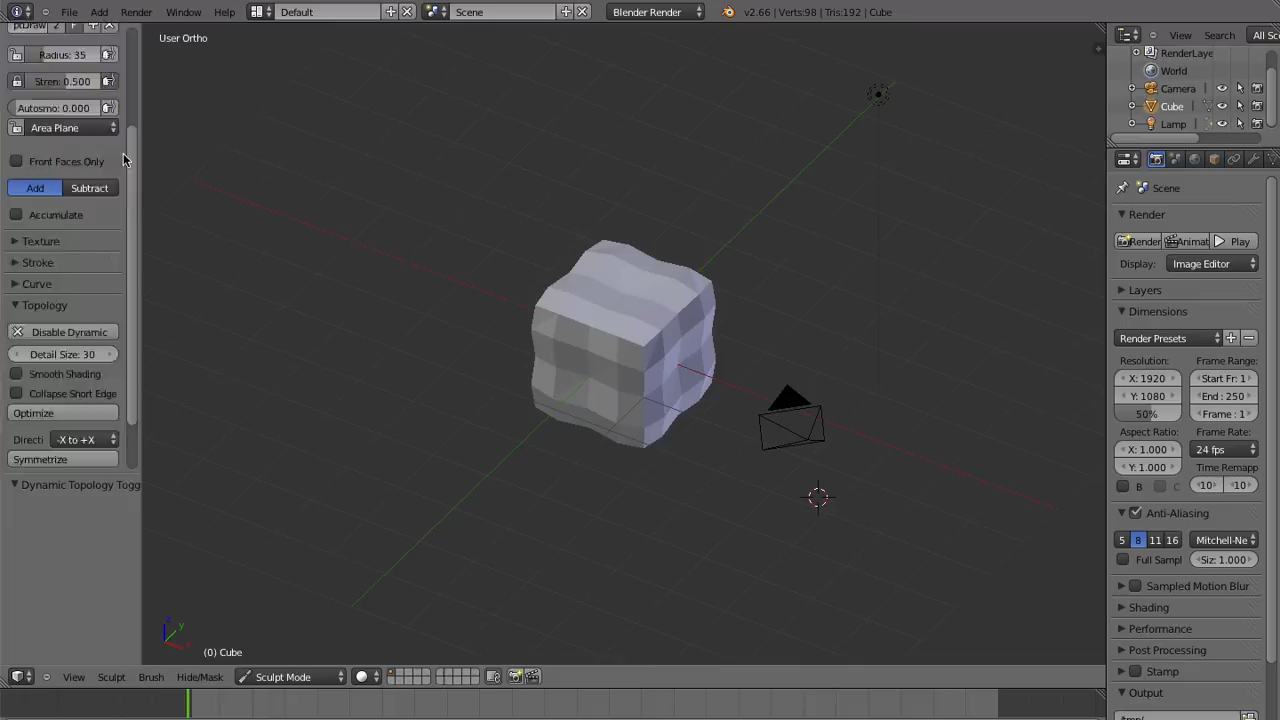 File Add Render Window Help Default Scene Blender Render v2.66 | Verts:98 | Tris:192 | Cube
2 F
Radius: 35
Stren: 0.500
Autosmo: 0.000
Area Plane
Front Faces Only
Add Subtract
Accumulate
Texture
Stroke
Curve
Topology
Disable Dynamic
Detail Size: 30
Smooth Shading
Collapse Short Edge
Optimize
Directi -X to +X
Symmetrize
Dynamic Topology Togg
User Ortho
z
y
x
(0) Cube
View Sculpt Brush Hide/Mask Sculpt Mode
View Search All Sc
RenderLaye
World
Camera
Cube
Lamp
Scene
Render
Render Animat Play
Display: Image Editor
Layers
Dimensions
Render Presets
Resolution: Frame Range:
X: 1920 Start Fr: 1
Y: 1080 End : 250
50% Frame : 1
Aspect Ratio: Frame Rate:
X: 1.000 24 fps
Y: 1.000 Time Remapp
B C 10 10
Anti-Aliasing
5 8 11 16 Mitchell-Ne
Full Sampl Siz: 1.000
Sampled Motion Blur
Shading
Performance
Post Processing
Stamp
Output